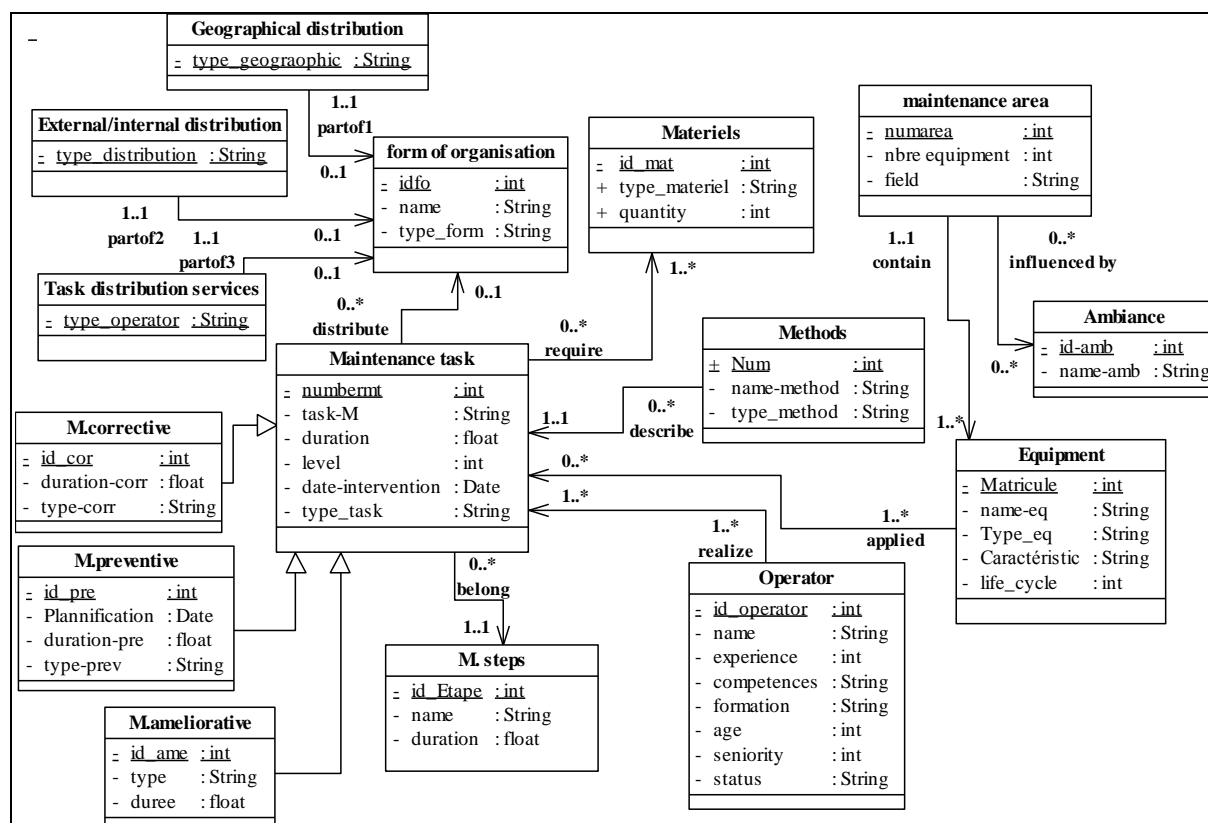 Geographical distribution
- type_geograophic : String
1..1
partof1
0..1
External/internal distribution
- type_distribution : String
1..1
partof2
0..1
1..1
partof3
0..1
Task distribution services
- type_operator : String
form of organisation
- idfo : int
- name : String
- type_form : String
0..*
distribute
0..1
Materiels
- id_mat : int
+ type_materiel : String
+ quantity : int
1..*
0..*
require
maintenance area
- numarea : int
- nbre equipment : int
- field : String
1..1
contain
0..*
influenced by
0..*
1..*
Ambiance
- id-amb : int
- name-amb : String
Methods
+ Num : int
- name-method : String
- type_method : String
0..*
describe
1..1
Maintenance task
- numbermt : int
- task-M : String
- duration : float
- level : int
- date-intervention : Date
- type_task : String
0..*
1..*
applied
1..*
1..*
realize
Equipment
- Matricule : int
- name-eq : String
- Type_eq : String
- Caractéristic : String
- life_cycle : int
M.corrective
- id_cor : int
- duration-corr : float
- type-corr : String
M.preventive
- id_pre : int
- Plannification : Date
- duration-pre : float
- type-prev : String
M.ameliorative
- id_ame : int
- type : String
- duree : float
0..*
belong
1..1
M. steps
- id_Etape : int
- name : String
- duration : float
Operator
- id_operator : int
- name : String
- experience : int
- competences : String
- formation : String
- age : int
- seniority : int
- status : String